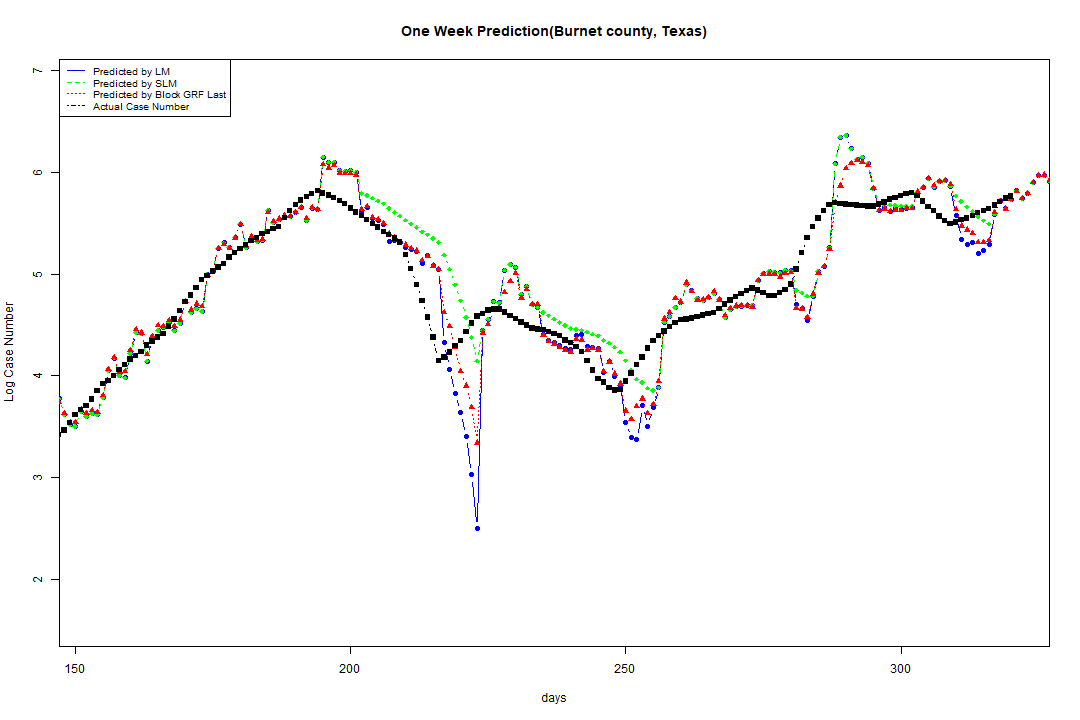 One Week Prediction(Burnet county, Texas)
Predicted by LM
Predicted by SLM
Predicted by Block GRF Last
Actual Case Number
Log Case Number
7
6
5
4
3
2
150 200 250 300
days